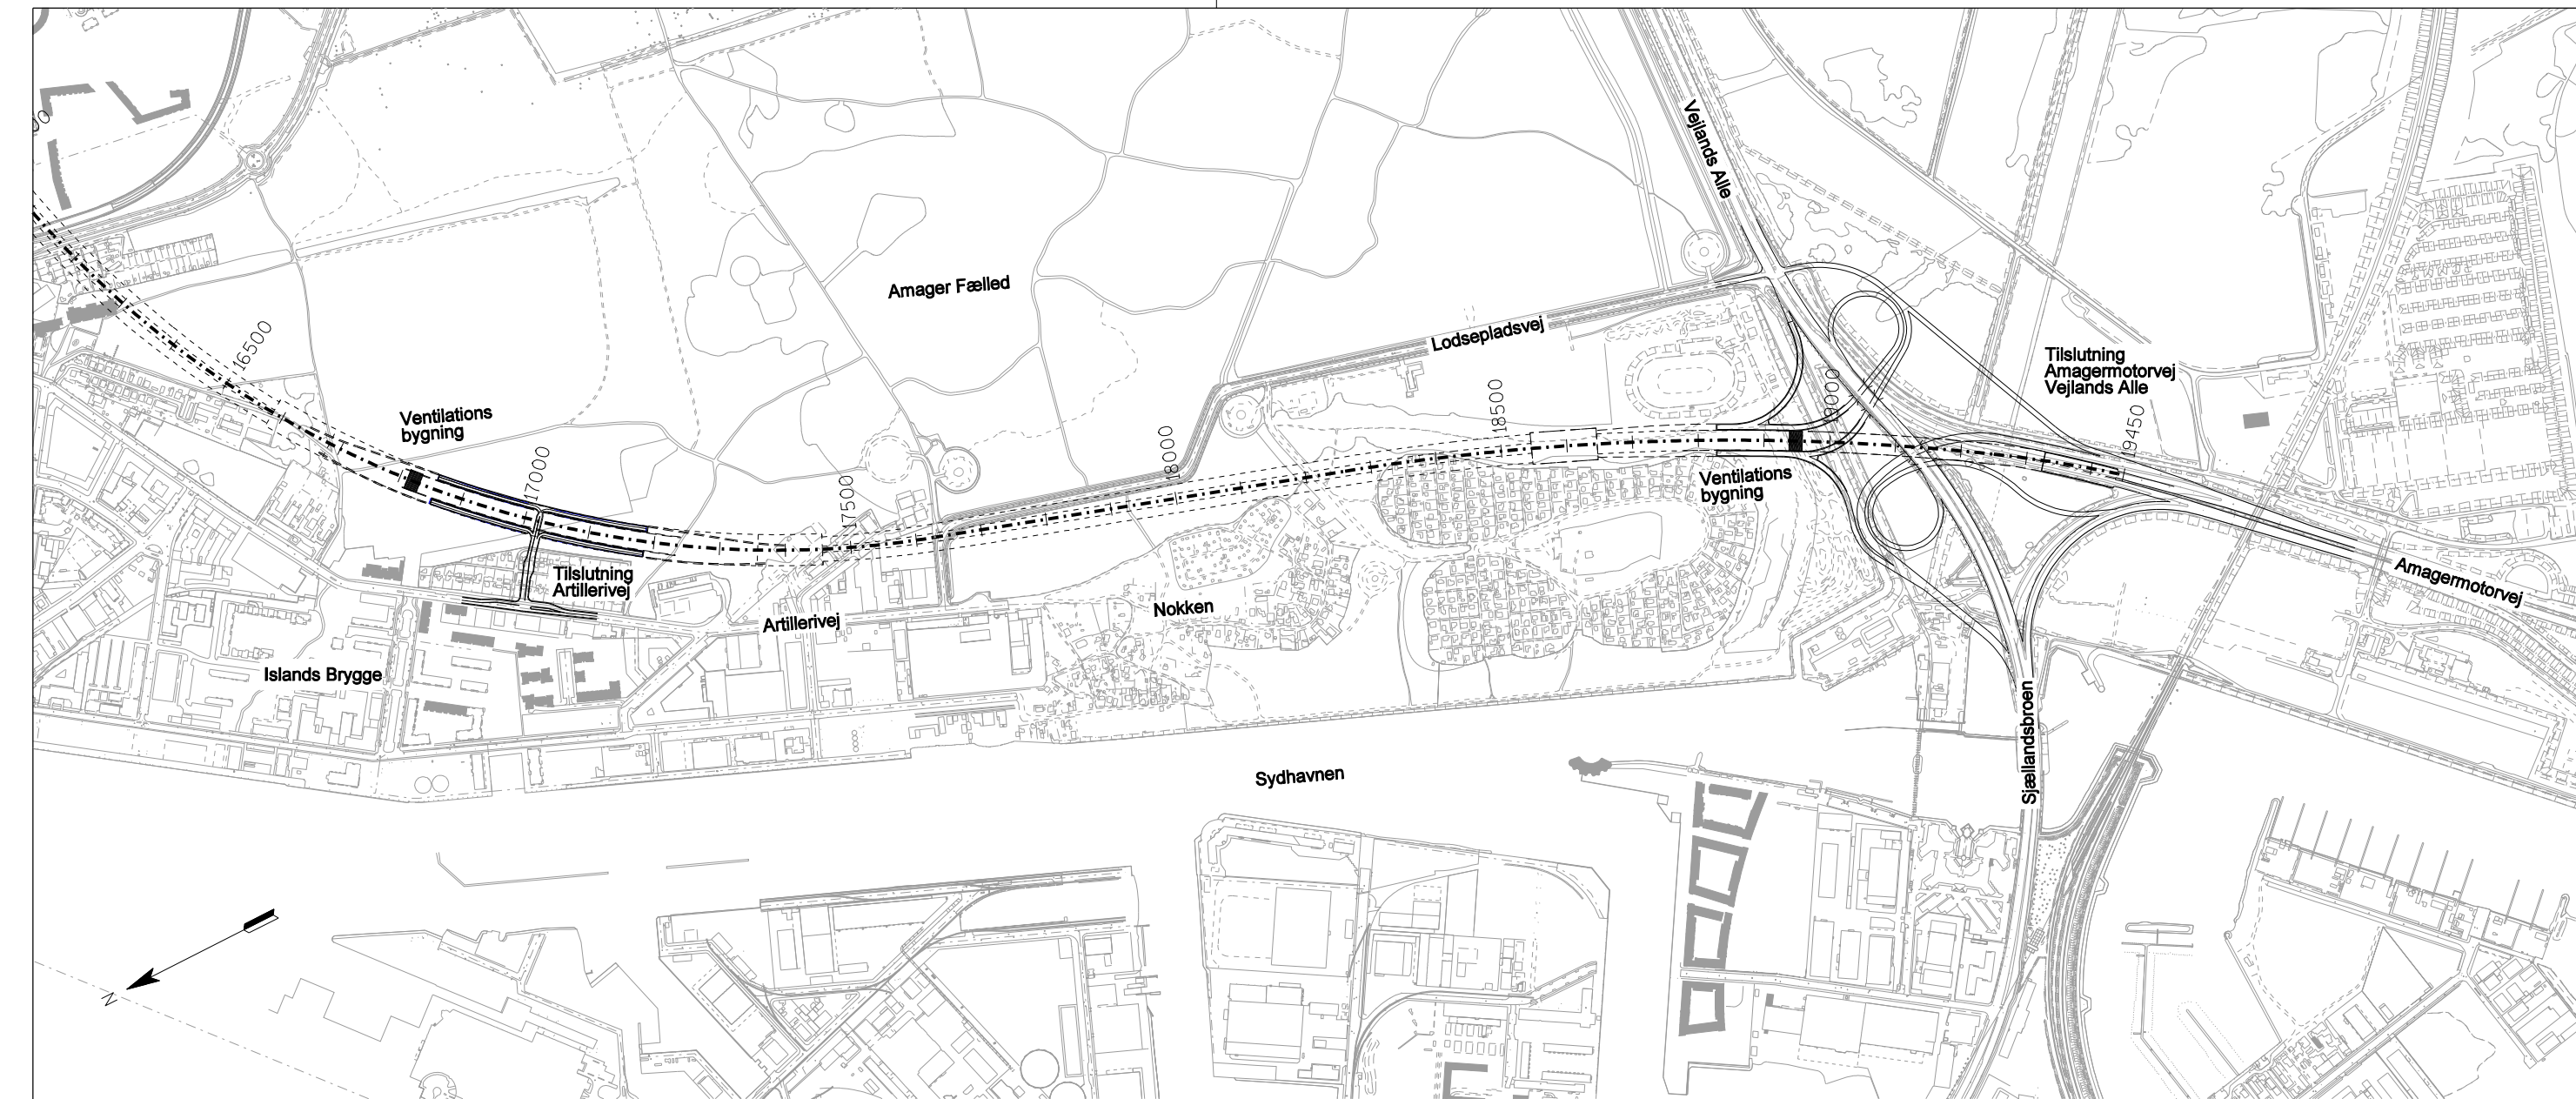 Vejlands Alle
Amager Fælled
16500
Lodsepladsvej
Tilslutning
Amagermotorvej
Vejlands Alle
Ventilations
bygning
17000
17500
18000
18500
19000
19450
Ventilations
bygning
Tilslutning
Artillerivej
Amagermotorvej
Nokken
Artillerivej
Islands Brygge
Sjællandsbroen
Sydhavnen
N